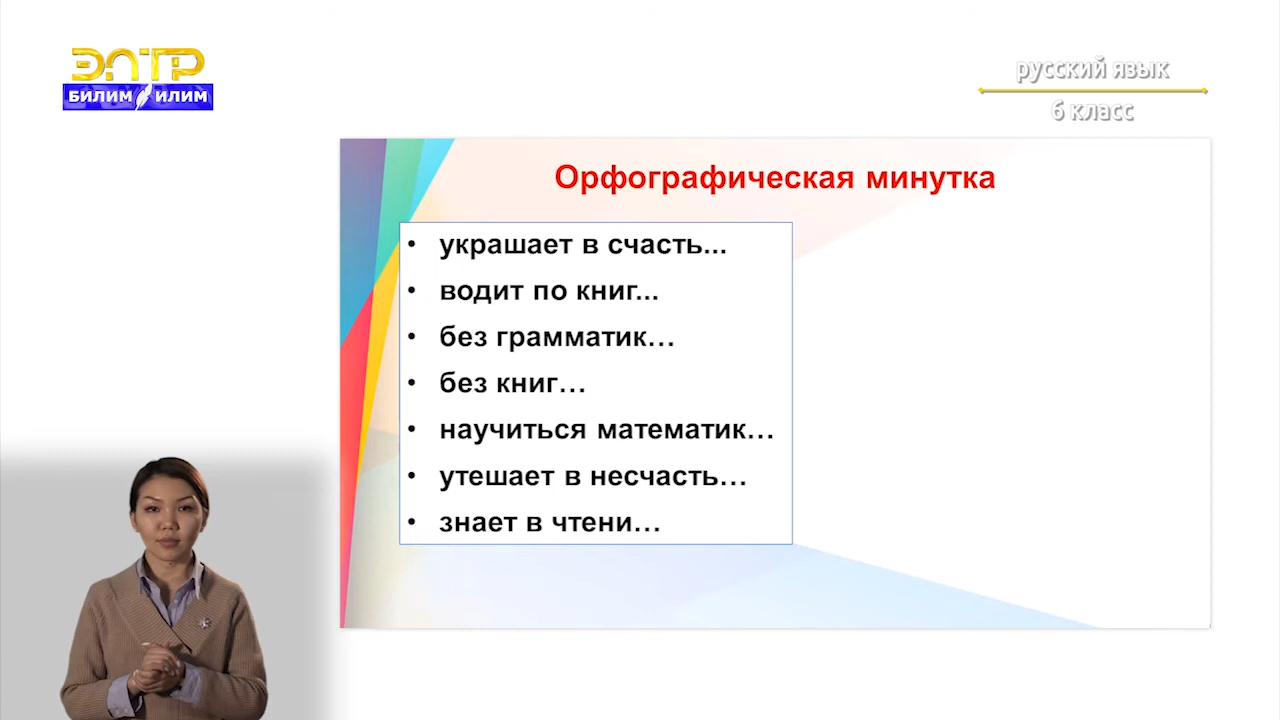 ЭЛТР
БИЛИМ ИЛИМ
русский язык
6 класс
Орфографическая минутка
• украшает в счасть...
• водит по книг...
• без грамматик…
• без книг…
• научиться математик…
• утешает в несчасть…
• знает в чтени…